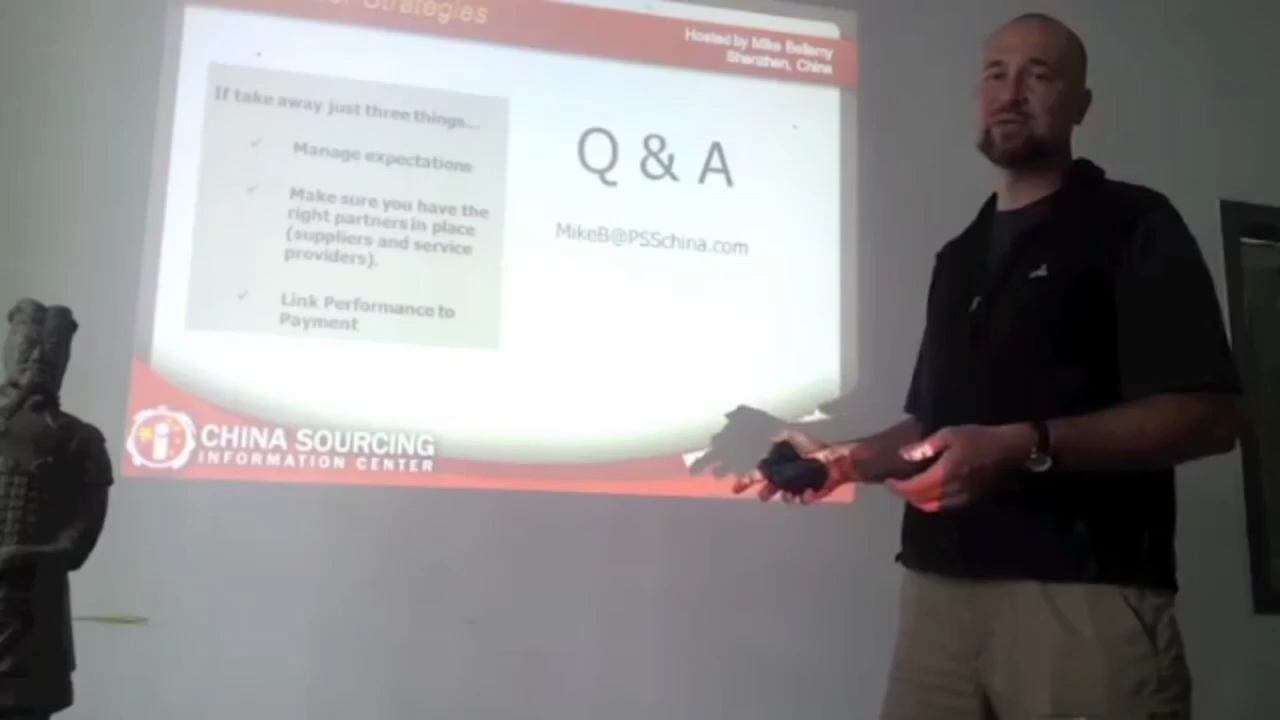 Strategies
Hosted by Mike Bellamy
Shenzhen, China
If take away just three things...
Manage expectations
Make sure you have the
right partners in place
(suppliers and service
providers).
Link Performance to
Payment
Q & A
MikeB@PSSchina.com
CHINA SOURCING
INFORMATION CENTER